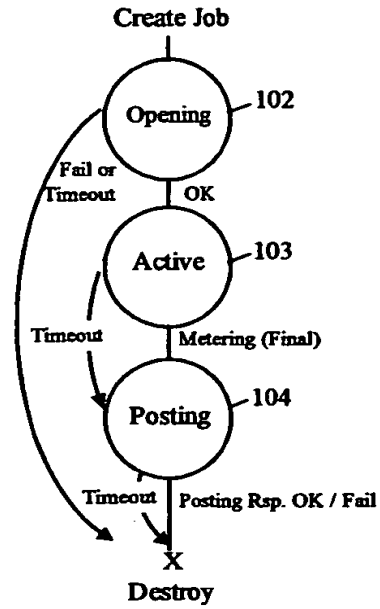 Create Job
102
Opening
Fail or
Timeout
OK
103
Active
Timeout
Metering (Final)
104
Posting
Timeout
Posting Rsp. OK / Fail
X
Destroy